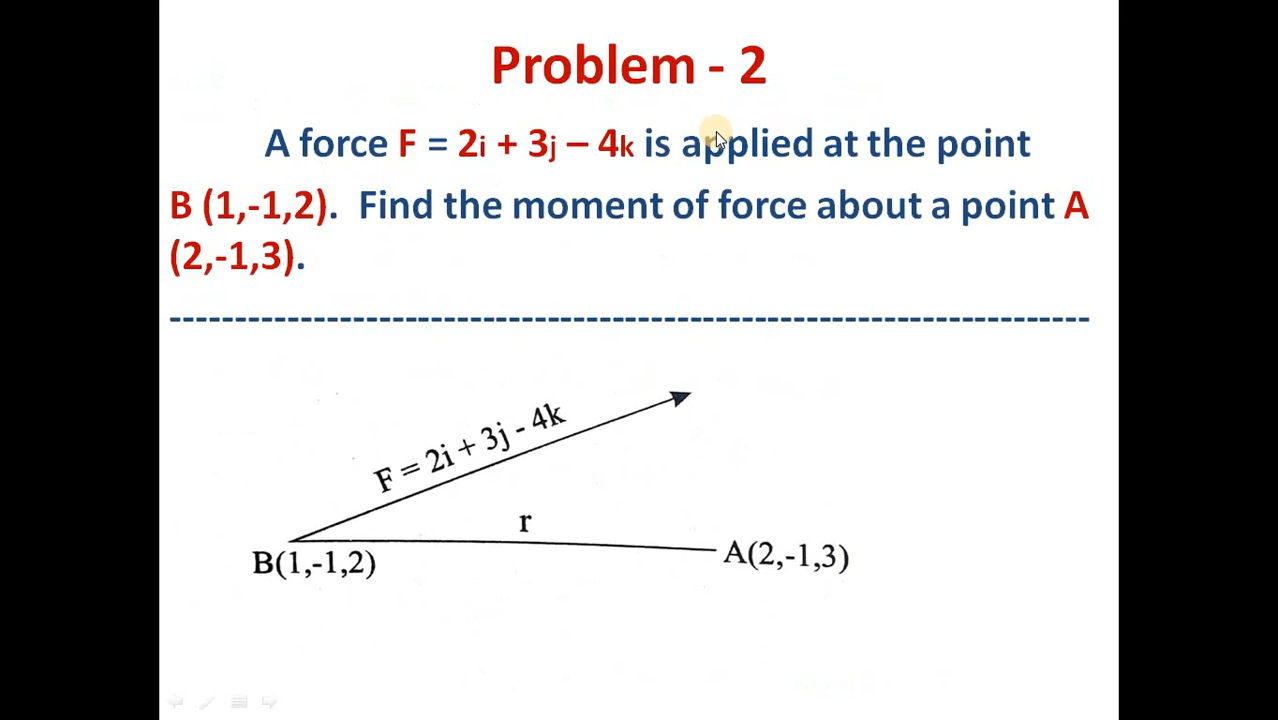 Problem - 2
A force F = 2i + 3j – 4k is applied at the point
B (1,-1,2). Find the moment of force about a point A
(2,-1,3).
--------------------------------------------------------------------
F = 2i + 3j - 4k
r
B(1,-1,2)
A(2,-1,3)